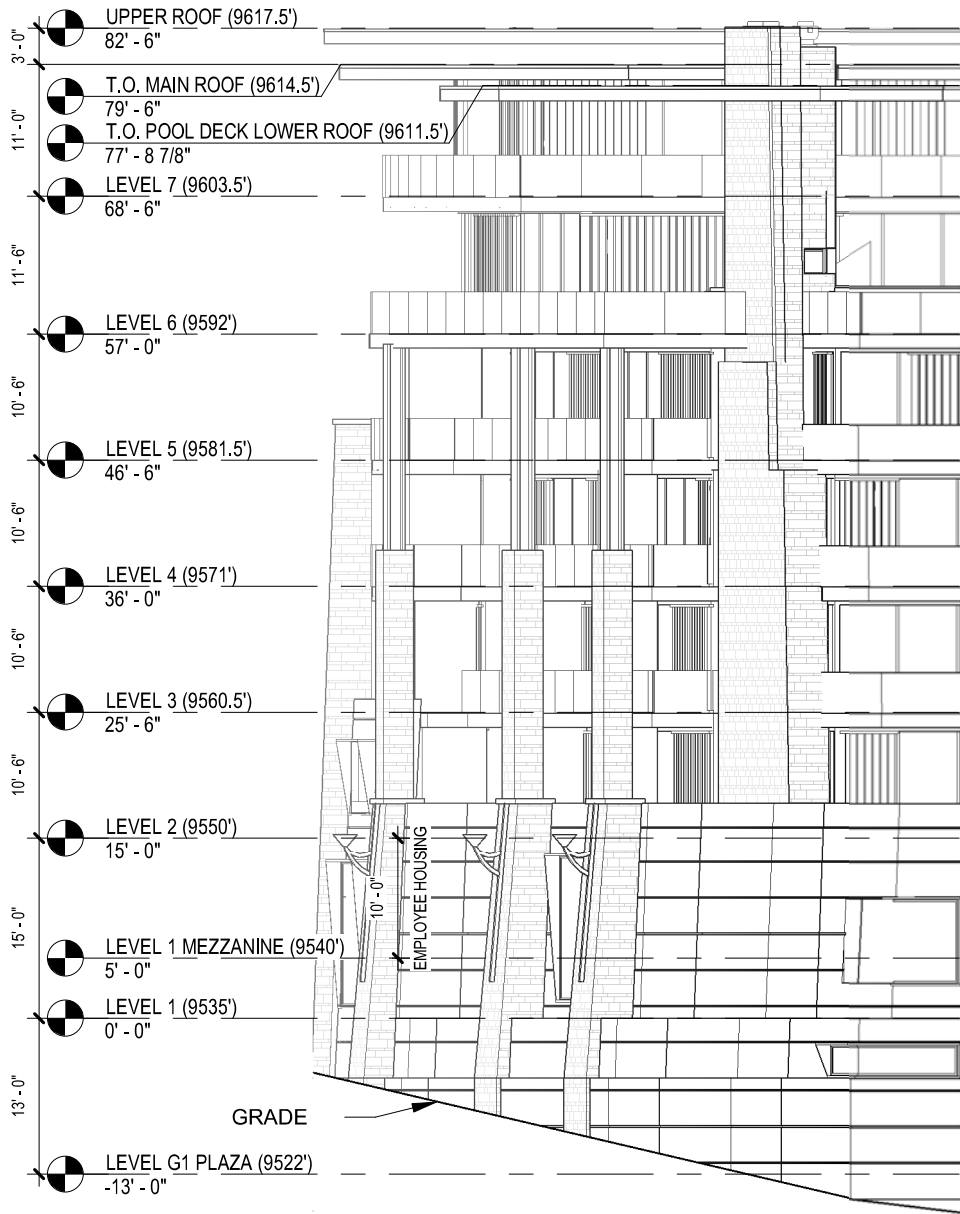 UPPER ROOF (9617.5')
82' - 6"
3' - 0"
T.O. MAIN ROOF (9614.5')
79' - 6"
11' - 0"
T.O. POOL DECK LOWER ROOF (9611.5')
77' - 8 7/8"
LEVEL 7 (9603.5')
68' - 6"
11' - 6"
LEVEL 6 (9592')
57' - 0"
10' - 6"
LEVEL 5 (9581.5')
46' - 6"
10' - 6"
LEVEL 4 (9571')
36' - 0"
10' - 6"
LEVEL 3 (9560.5')
25' - 6"
10' - 6"
LEVEL 2 (9550')
15' - 0"
10' - 0"
EMPLOYEE HOUSING
15' - 0"
LEVEL 1 MEZZANINE (9540')
5' - 0"
LEVEL 1 (9535')
0' - 0"
13' - 0"
GRADE
LEVEL G1 PLAZA (9522')
-13' - 0"